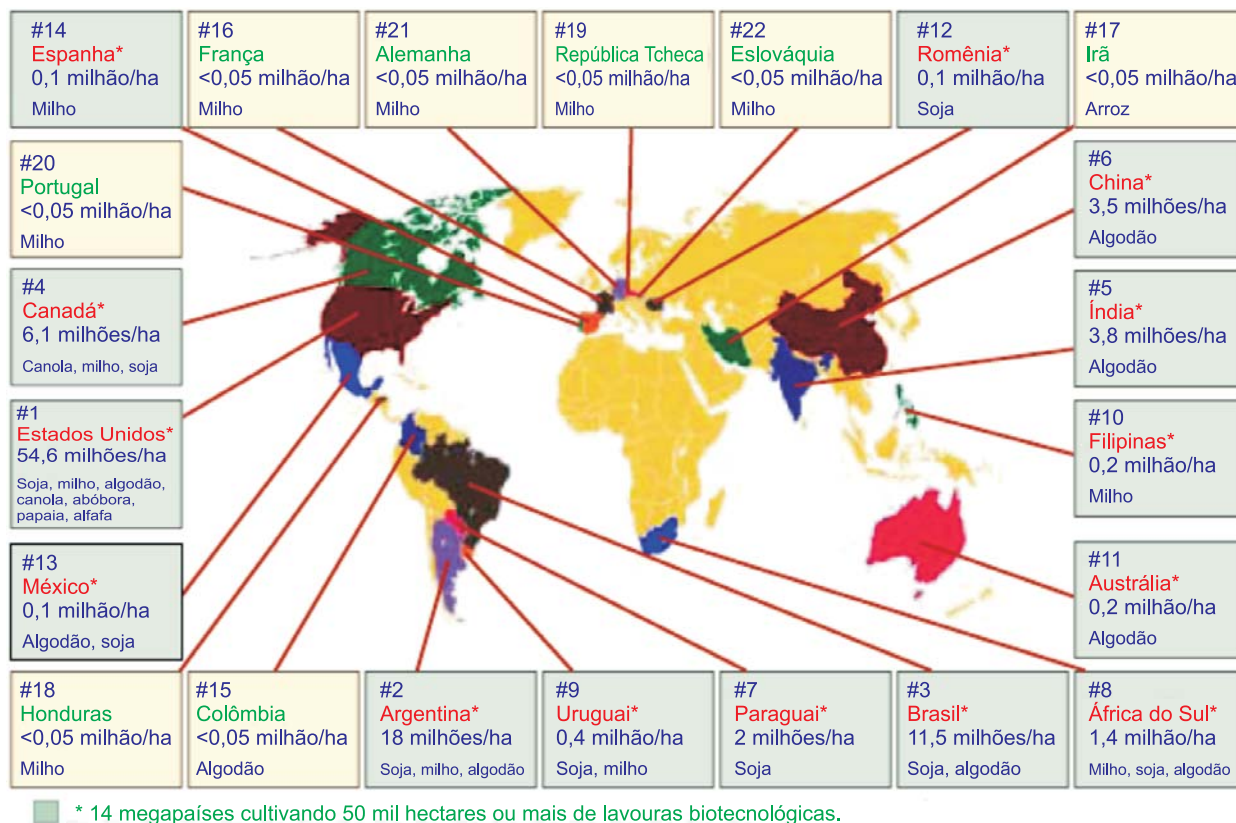 #14
Espanha*
0,1 milhão/ha
Milho
#16
França
<0,05 milhão/ha
Milho
#21
Alemanha
<0,05 milhão/ha
Milho
#19
República Tcheca
<0,05 milhão/ha
Milho
#22
Eslováquia
<0,05 milhão/ha
Milho
#12
Romênia*
0,1 milhão/ha
Soja
#17
Irã
<0,05 milhão/ha
Arroz
#20
Portugal
<0,05 milhão/ha
Milho
#4
Canadá*
6,1 milhões/ha
Canola, milho, soja
#1
Estados Unidos*
54,6 milhões/ha
Soja, milho, algodão,
canola, abóbora,
papaia, alfafa
#13
México*
0,1 milhão/ha
Algodão, soja
#6
China*
3,5 milhões/ha
Algodão
#5
Índia*
3,8 milhões/ha
Algodão
#10
Filipinas*
0,2 milhão/ha
Milho
#11
Austrália*
0,2 milhão/ha
Algodão
#18
Honduras
<0,05 milhão/ha
Milho
#15
Colômbia
<0,05 milhão/ha
Algodão
#2
Argentina*
18 milhões/ha
Soja, milho, algodão
#9
Uruguai*
0,4 milhão/ha
Soja, milho
#7
Paraguai*
2 milhões/ha
Soja
#3
Brasil*
11,5 milhões/ha
Soja, algodão
#8
África do Sul*
1,4 milhão/ha
Milho, soja, algodão
* 14 megapaíses cultivando 50 mil hectares ou mais de lavouras biotecnológicas.